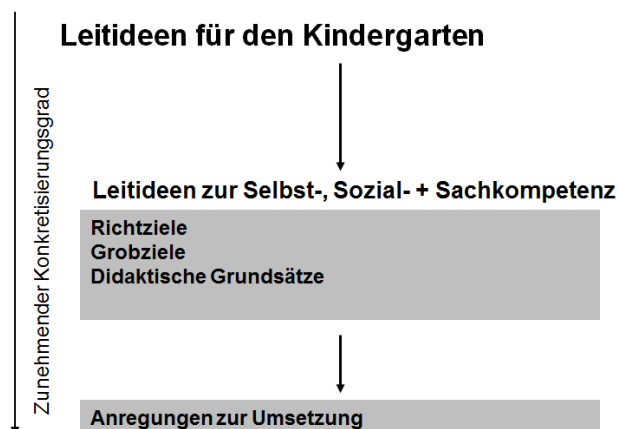 Leitideen für den Kindergarten
Zunehmender Konkretisierungsgrad
Leitideen zur Selbst-, Sozial- + Sachkompetenz
Richtziele
Grobziele
Didaktische Grundsätze
Anregungen zur Umsetzung